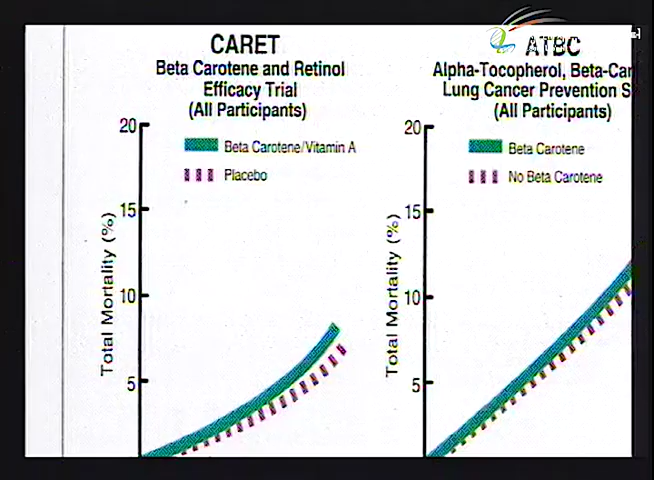 CARET
Beta Carotene and Retinol
Efficacy Trial
(All Participants)
20
15
10
5
Total Mortality (%)
Beta Carotene/Vitamin A
Placebo
ATBC
Alpha-Tocopherol, Beta-Car
Lung Cancer Prevention S
(All Participants)
20
15
10
5
Total Mortality (%)
Beta Carotene
No Beta Carotene